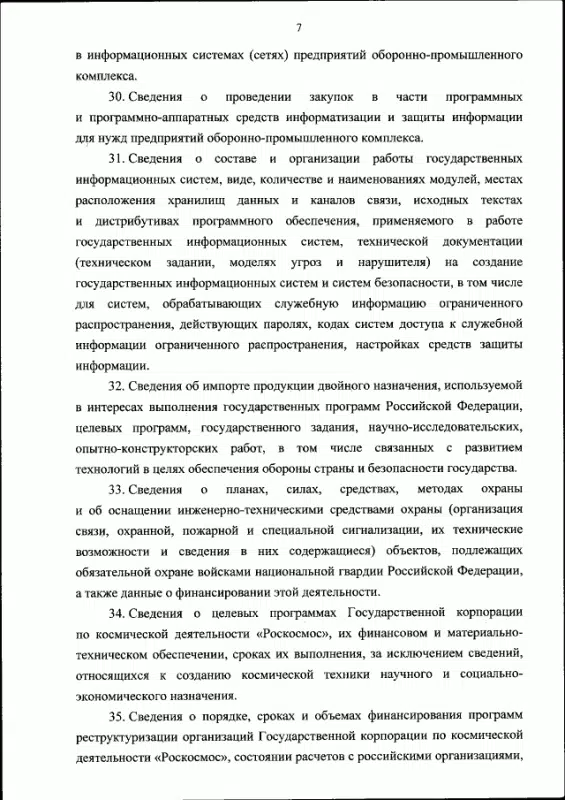 7
в информационных системах (сетях) предприятий оборонно-промышленного
комплекса.
30. Сведения о проведении закупок в части программных
и программно-аппаратных средств информатизации и защиты информации
для нужд предприятий оборонно-промышленного комплекса.
31. Сведения о составе и организации работы государственных
информационных систем, виде, количестве и наименованиях модулей, местах
расположения хранилищ данных и каналов связи, исходных текстах
и дистрибутивах программного обеспечения, применяемого в работе
государственных информационных систем, технической документации
(техническом задании, моделях угроз и нарушителя) на создание
государственных информационных систем и систем безопасности, в том числе
для систем, обрабатывающих служебную информацию ограниченного
распространения, действующих паролях, кодах систем доступа к служебной
информации ограниченного распространения, настройках средств защиты
информации.
32. Сведения об импорте продукции двойного назначения, используемой
в интересах выполнения государственных программ Российской Федерации,
целевых программ, государственного задания, научно-исследовательских,
опытно-конструкторских работ, в том числе связанных с развитием
технологий в целях обеспечения обороны страны и безопасности государства.
33. Сведения о планах, силах, средствах, методах охраны
и об оснащении инженерно-техническими средствами охраны (организация
связи, охранной, пожарной и специальной сигнализации, их технические
возможности и сведения в них содержащиеся) объектов, подлежащих
обязательной охране войсками национальной гвардии Российской Федерации,
а также данные о финансировании этой деятельности.
34. Сведения о целевых программах Государственной корпорации
по космической деятельности «Роскосмос», их финансовом и материально-
техническом обеспечении, сроках их выполнения, за исключением сведений,
относящихся к созданию космической техники научного и социально-
экономического назначения.
35. Сведения о порядке, сроках и объемах финансирования программ
реструктуризации организаций Государственной корпорации по космической
деятельности «Роскосмос», состоянии расчетов с российскими организациями,